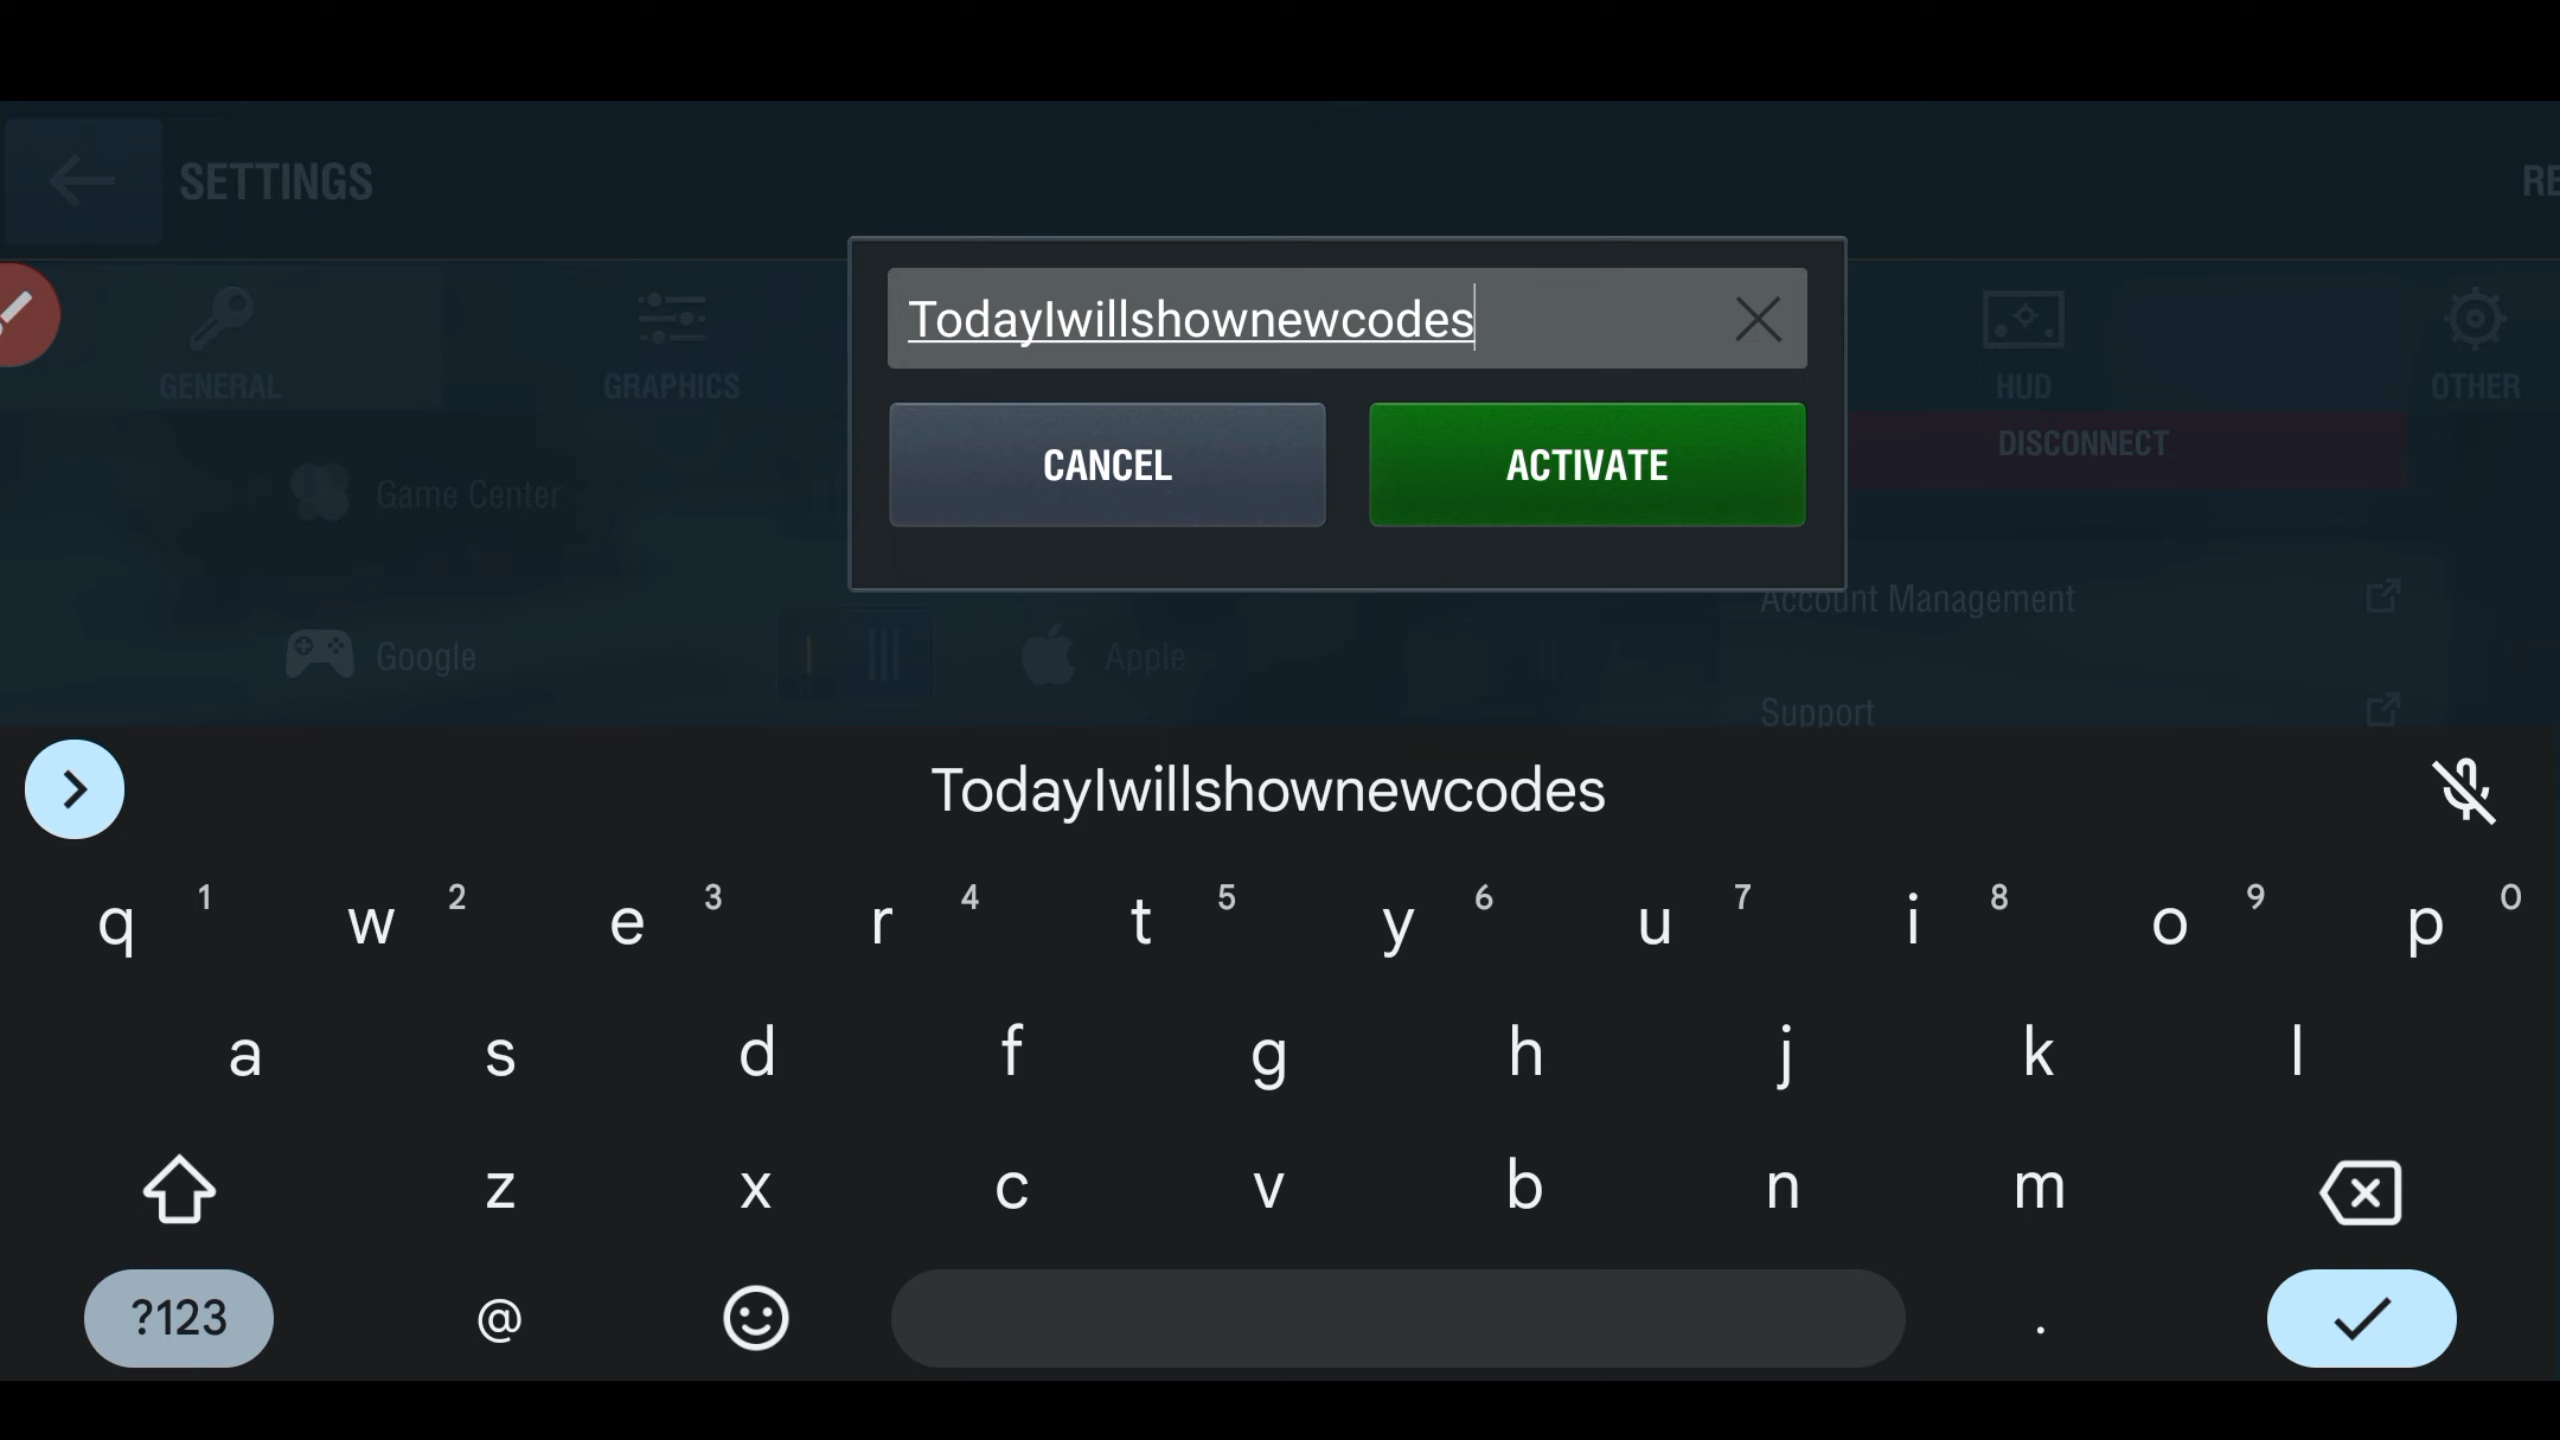 SETTINGS
RE
TodayIwillshownewcodes
GENERAL
GRAPHICS
HUD
OTHER
CANCEL
ACTIVATE
DISCONNECT
Game Center
Account Management
Google
Apple
Support
TodayIwillshownewcodes
q 1 w 2 e 3 r 4 t 5 y 6 u 7 i 8 o 9 p 0
a s d f g h j k l
z x c v b n m
?123 @ .